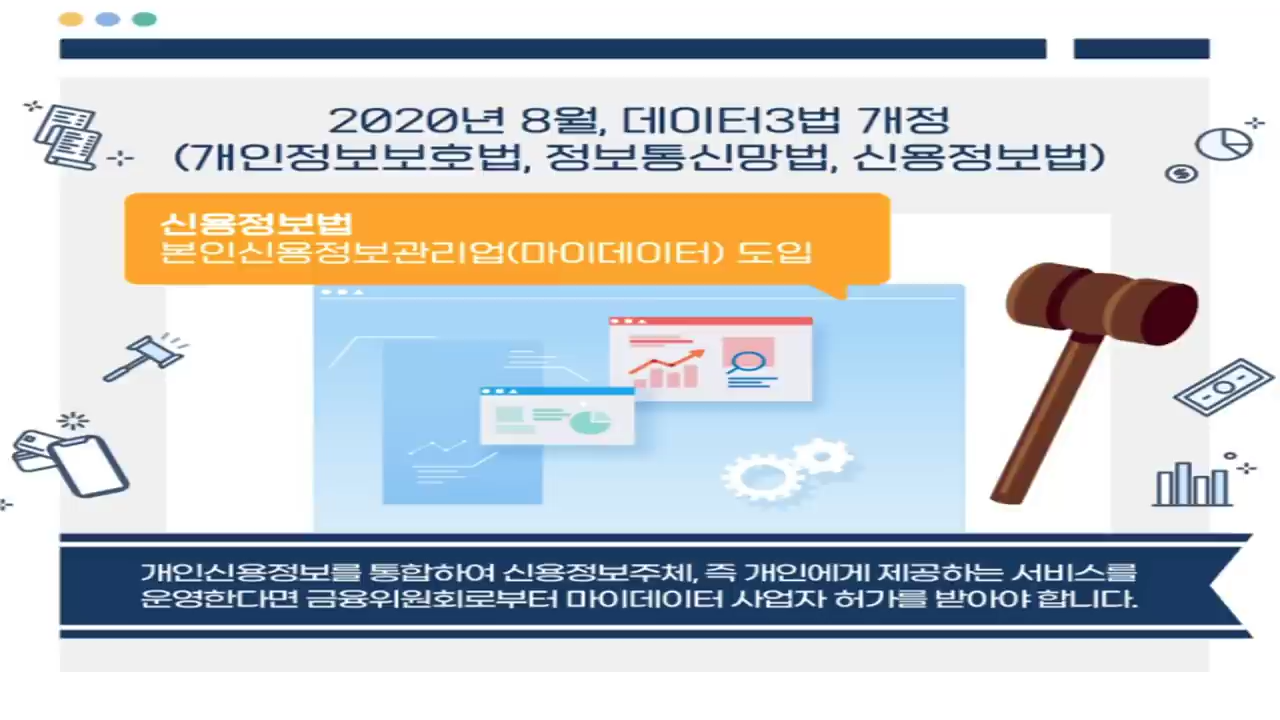 2020년 8월, 데이터3법 개정
(개인정보보호법, 정보통신망법, 신용정보법)
신용정보법
본인신용정보관리업(마이데이터) 도입
개인신용정보를 통합하여 신용정보주체, 즉 개인에게 제공하는 서비스를
운영한다면 금융위원회로부터 마이데이터 사업자 허가를 받아야 합니다.